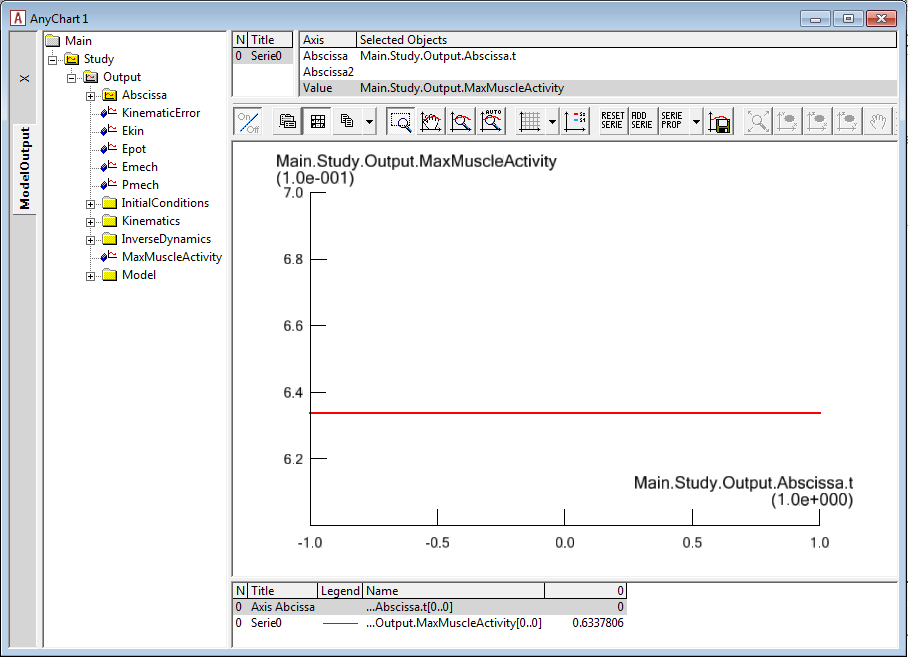 AnyChart 1
X
ModelOutput
Main
Study
Output
Abscissa
KinematicError
Ekin
Epot
Emech
Pmech
InitialConditions
Kinematics
InverseDynamics
MaxMuscleActivity
Model
N Title
0 Serie0
Axis Selected Objects
Abscissa Main.Study.Output.Abscissa.t
Abscissa2
Value Main.Study.Output.MaxMuscleActivity
On/Off
AUTO
RESET SERIE
ADD SERIE
SERIE PROP
Main.Study.Output.MaxMuscleActivity
(1.0e-001)
7.0
6.8
6.6
6.4
6.2
Main.Study.Output.Abscissa.t
(1.0e+000)
-1.0 -0.5 0.0 0.5 1.0
N Title Legend Name 0
0 Axis Abcissa ...Abscissa.t[0..0] 0
0 Serie0 ...Output.MaxMuscleActivity[0..0] 0.6337806